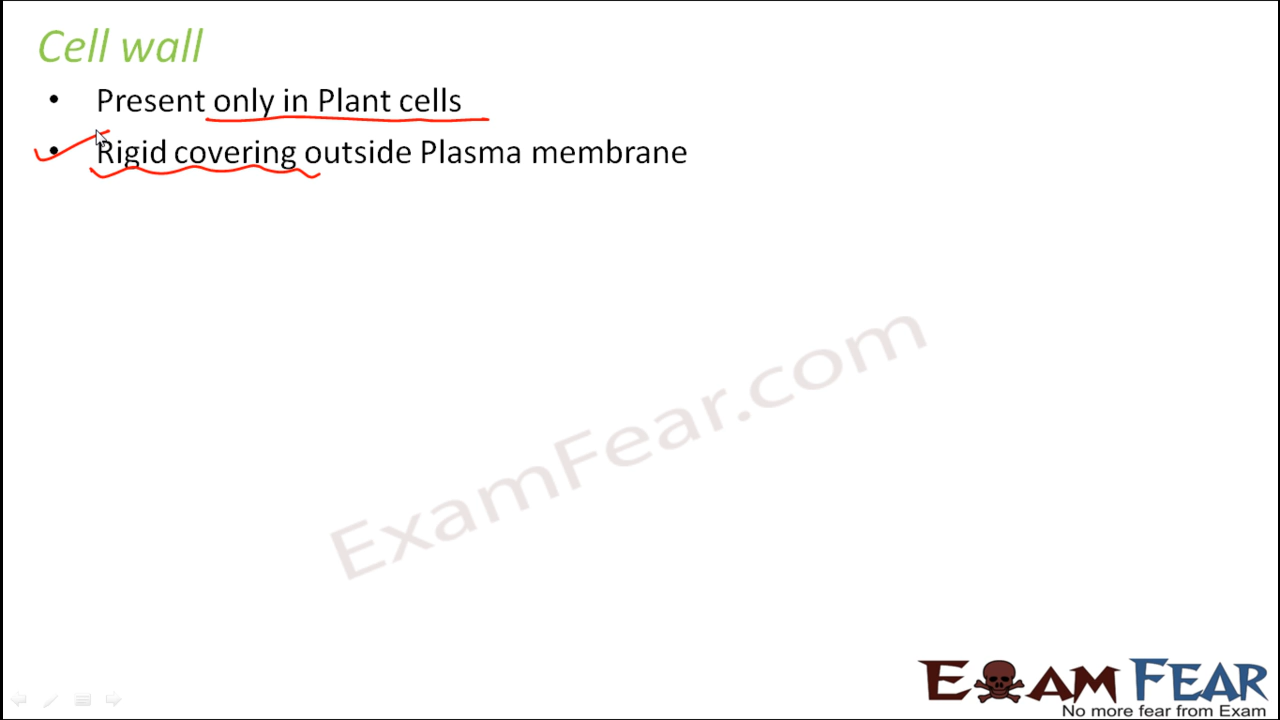 Cell wall
• Present only in Plant cells
• Rigid covering outside Plasma membrane
ExamFear.com
EXAM FEAR
No more fear from Exam